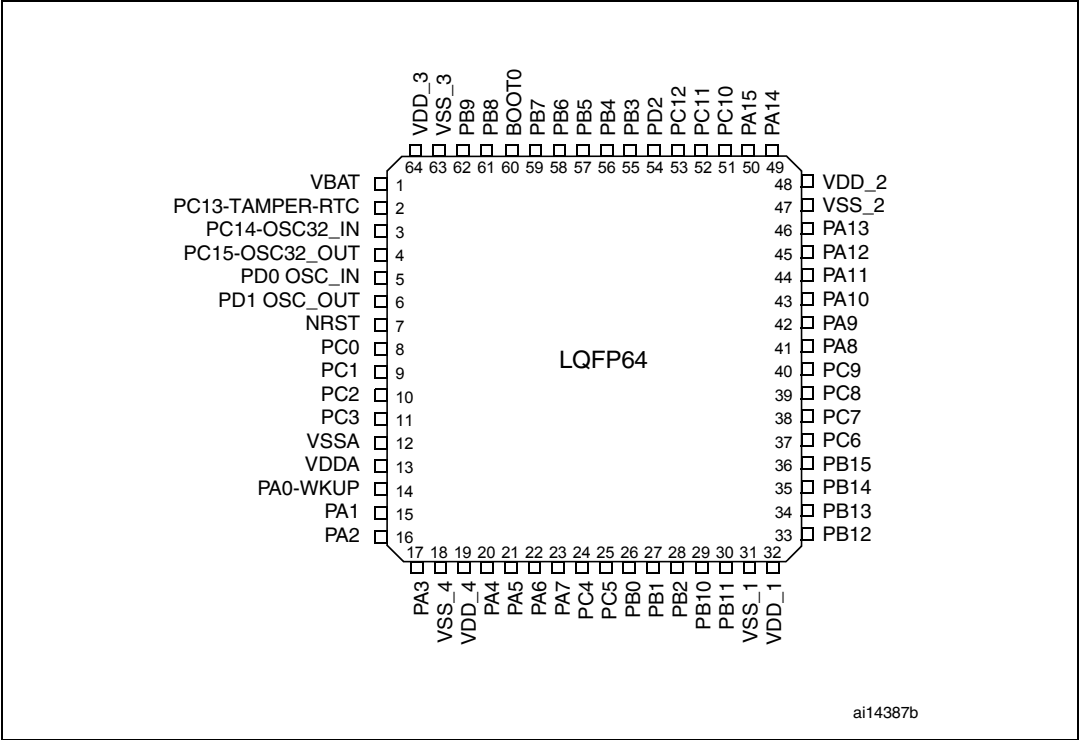 VDD_3
VSS_3
PB9
PB8
BOOT0
PB7
PB6
PB5
PB4
PB3
PD2
PC12
PC11
PC10
PA15
PA14
64 63 62 61 60 59 58 57 56 55 54 53 52 51 50 49
VBAT 1
PC13-TAMPER-RTC 2
PC14-OSC32_IN 3
PC15-OSC32_OUT 4
PD0 OSC_IN 5
PD1 OSC_OUT 6
NRST 7
PC0 8
PC1 9
PC2 10
PC3 11
VSSA 12
VDDA 13
PA0-WKUP 14
PA1 15
PA2 16
LQFP64
48 VDD_2
47 VSS_2
46 PA13
45 PA12
44 PA11
43 PA10
42 PA9
41 PA8
40 PC9
39 PC8
38 PC7
37 PC6
36 PB15
35 PB14
34 PB13
33 PB12
17 18 19 20 21 22 23 24 25 26 27 28 29 30 31 32
PA3
VSS_4
VDD_4
PA4
PA5
PA6
PA7
PC4
PC5
PB0
PB1
PB2
PB10
PB11
VSS_1
VDD_1
ai14387b